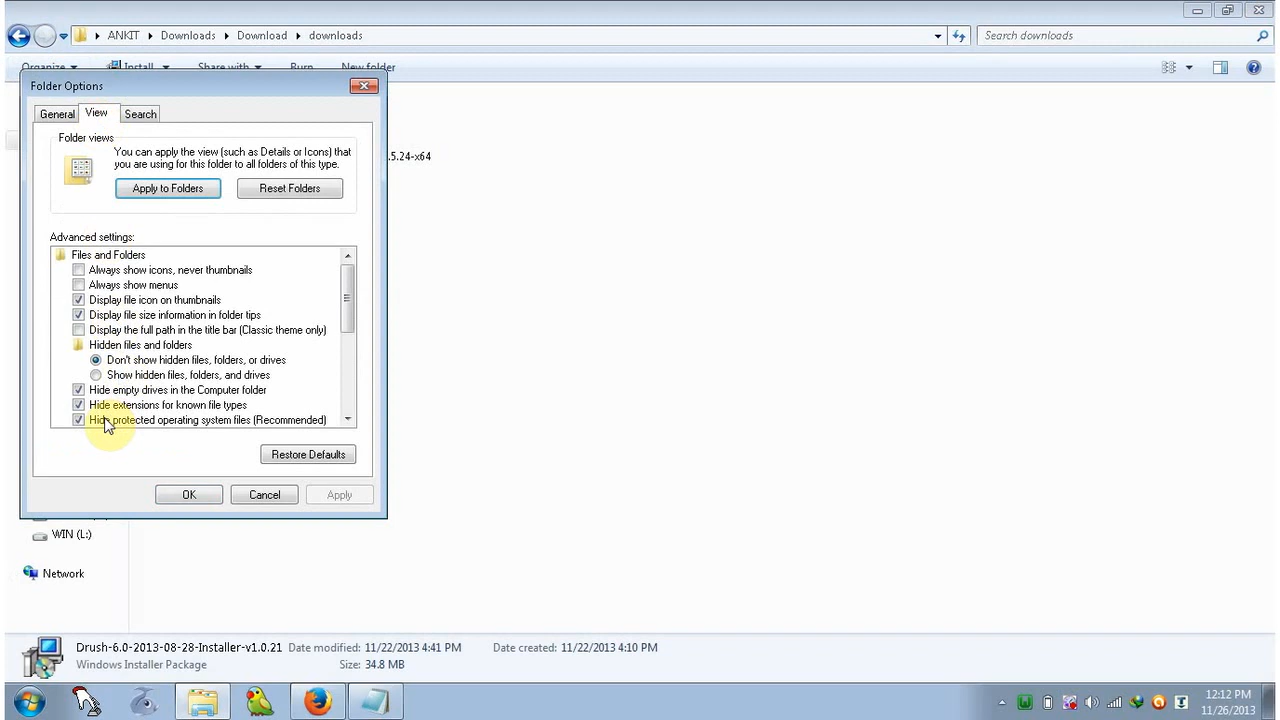 ANKIT Downloads Download downloads
Search downloads
Organize Install Share with Burn New folder
Folder Options
General View Search
Folder views
You can apply the view (such as Details or Icons) that
you are using for this folder to all folders of this type.
Apply to Folders Reset Folders
.5.24-x64
Advanced settings:
Files and Folders
Always show icons, never thumbnails
Always show menus
Display file icon on thumbnails
Display file size information in folder tips
Display the full path in the title bar (Classic theme only)
Hidden files and folders
Don't show hidden files, folders, or drives
Show hidden files, folders, and drives
Hide empty drives in the Computer folder
Hide extensions for known file types
Hide protected operating system files (Recommended)
Restore Defaults
OK Cancel Apply
WIN (L:)
Network
Drush-6.0-2013-08-28-Installer-v1.0.21 Date modified: 11/22/2013 4:41 PM Date created: 11/22/2013 4:10 PM
Windows Installer Package Size: 34.8 MB
12:12 PM
11/26/2013